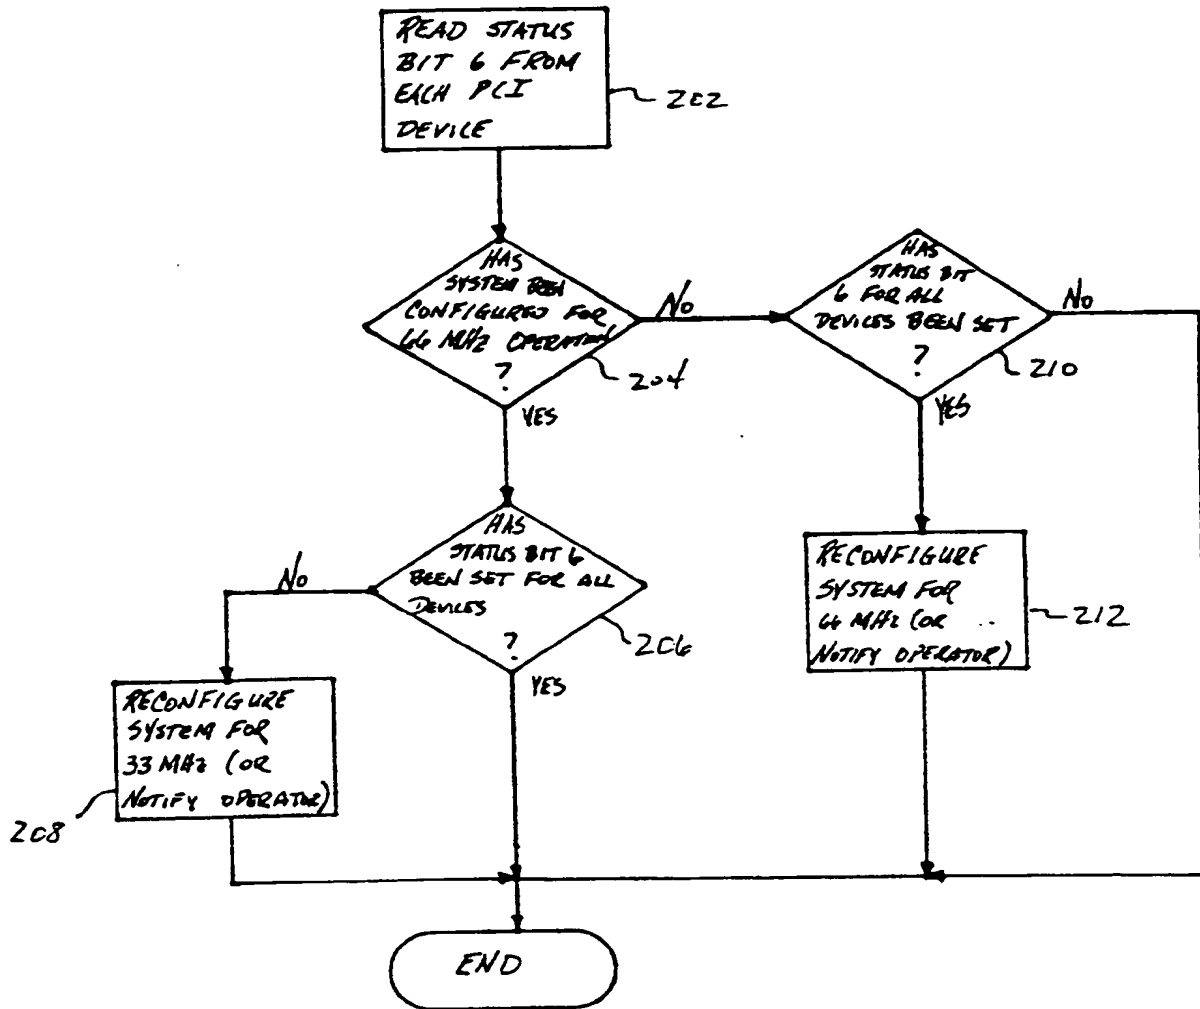 READ STATUS
BIT 6 FROM
EACH PCI
DEVICE
202
HAS
SYSTEM BEEN
CONFIGURED FOR
66 MHZ OPERATION
?
204
No
YES
HAS
STATUS BIT
6 FOR ALL
DEVICES BEEN SET
?
210
No
YES
HAS
STATUS BIT 6
BEEN SET FOR ALL
DEVICES
?
206
No
YES
RECONFIGURE
SYSTEM FOR
66 MHZ (OR
NOTIFY OPERATOR)
212
RECONFIGURE
SYSTEM FOR
33 MHZ (OR
NOTIFY OPERATOR)
208
END